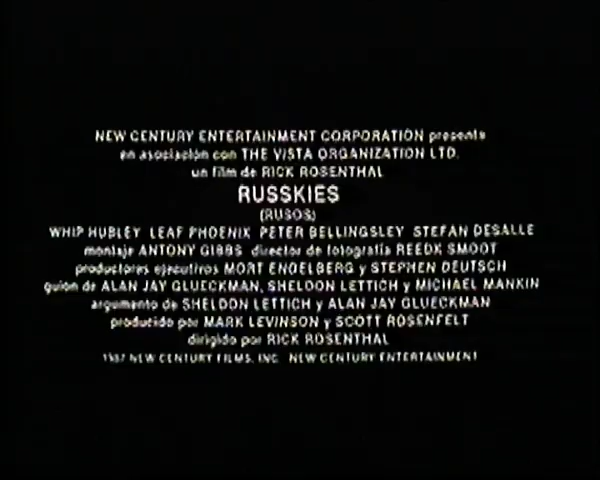 NEW CENTURY ENTERTAINMENT CORPORATION presenta
en asociación con THE VISTA ORGANIZATION LTD.
un film de RICK ROSENTHAL
RUSSKIES
(RUSOS)
WHIP HUBLEY LEAF PHOENIX PETER BELLINGSLEY STEFAN DESALLE
montaje ANTONY GIBBS director de fotografía REEDX SMOOT
productores ejecutivos MORT ENGELBERG y STEPHEN DEUTSCH
guión de ALAN JAY GLUECKMAN, SHELDON LETTICH y MICHAEL MANKIN
argumento de SHELDON LETTICH y ALAN JAY GLUECKMAN
producido por MARK LEVINSON y SCOTT ROSENFELT
dirigido por RICK ROSENTHAL
1987 NEW CENTURY FILMS, INC. NEW CENTURY ENTERTAINMENT